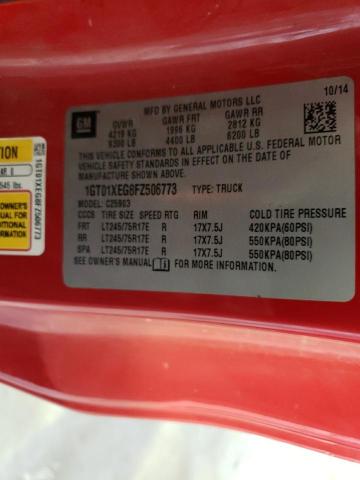 10/14
MFD BY GENERAL MOTORS LLC
GM
GVWR GAWR FRT GAWR RR
4219 KG 1996 KG 2812 KG
9300 LB 4400 LB 6200 LB
THIS VEHICLE CONFORMS TO ALL APPLICABLE U.S. FEDERAL MOTOR
VEHICLE SAFETY STANDARDS IN EFFECT ON THE DATE OF
MANUFACTURE SHOWN ABOVE.
1GT01XEG8FZ506773 TYPE: TRUCK
MODEL: C25903
CCCS TIRE SIZE SPEED RTG RIM COLD TIRE PRESSURE
FRT LT245/75R17E R 17X7.5J 420KPA(60PSI)
RR LT245/75R17E R 17X7.5J 550KPA(80PSI)
SPA LT245/75R17E R 17X7.5J 550KPA(80PSI)
SEE OWNER'S MANUAL FOR MORE INFORMATION
1GT01XEG8FZ506773